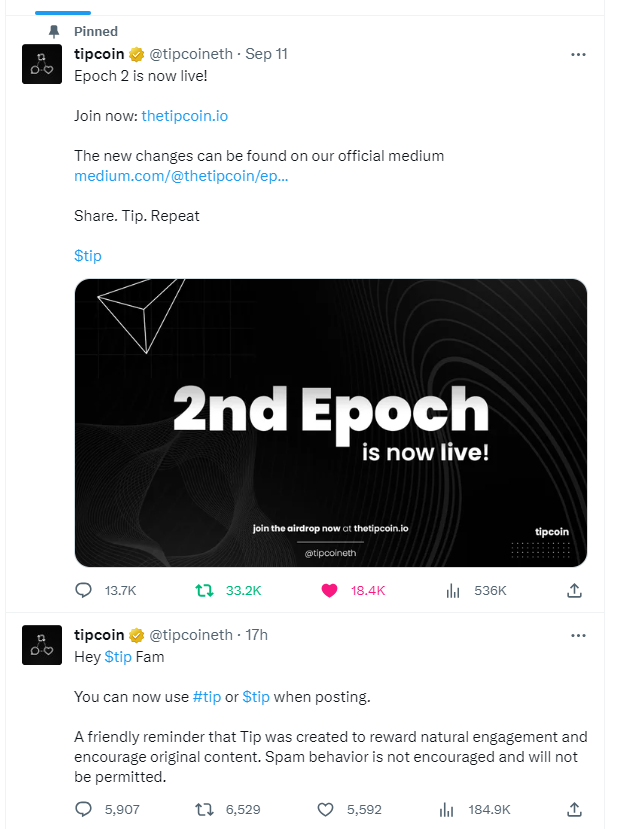 Pinned
tipcoin @tipcoineth · Sep 11
Epoch 2 is now live!
Join now: thetipcoin.io
The new changes can be found on our official medium
medium.com/@thetipcoin/ep...
Share. Tip. Repeat
$tip
2nd Epoch
is now live!
join the airdrop now at thetipcoin.io
@tipcoineth
tipcoin
13.7K 33.2K 18.4K 536K
tipcoin @tipcoineth · 17h
Hey $tip Fam
You can now use #tip or $tip when posting.
A friendly reminder that Tip was created to reward natural engagement and
encourage original content. Spam behavior is not encouraged and will not
be permitted.
5,907 6,529 5,592 184.9K